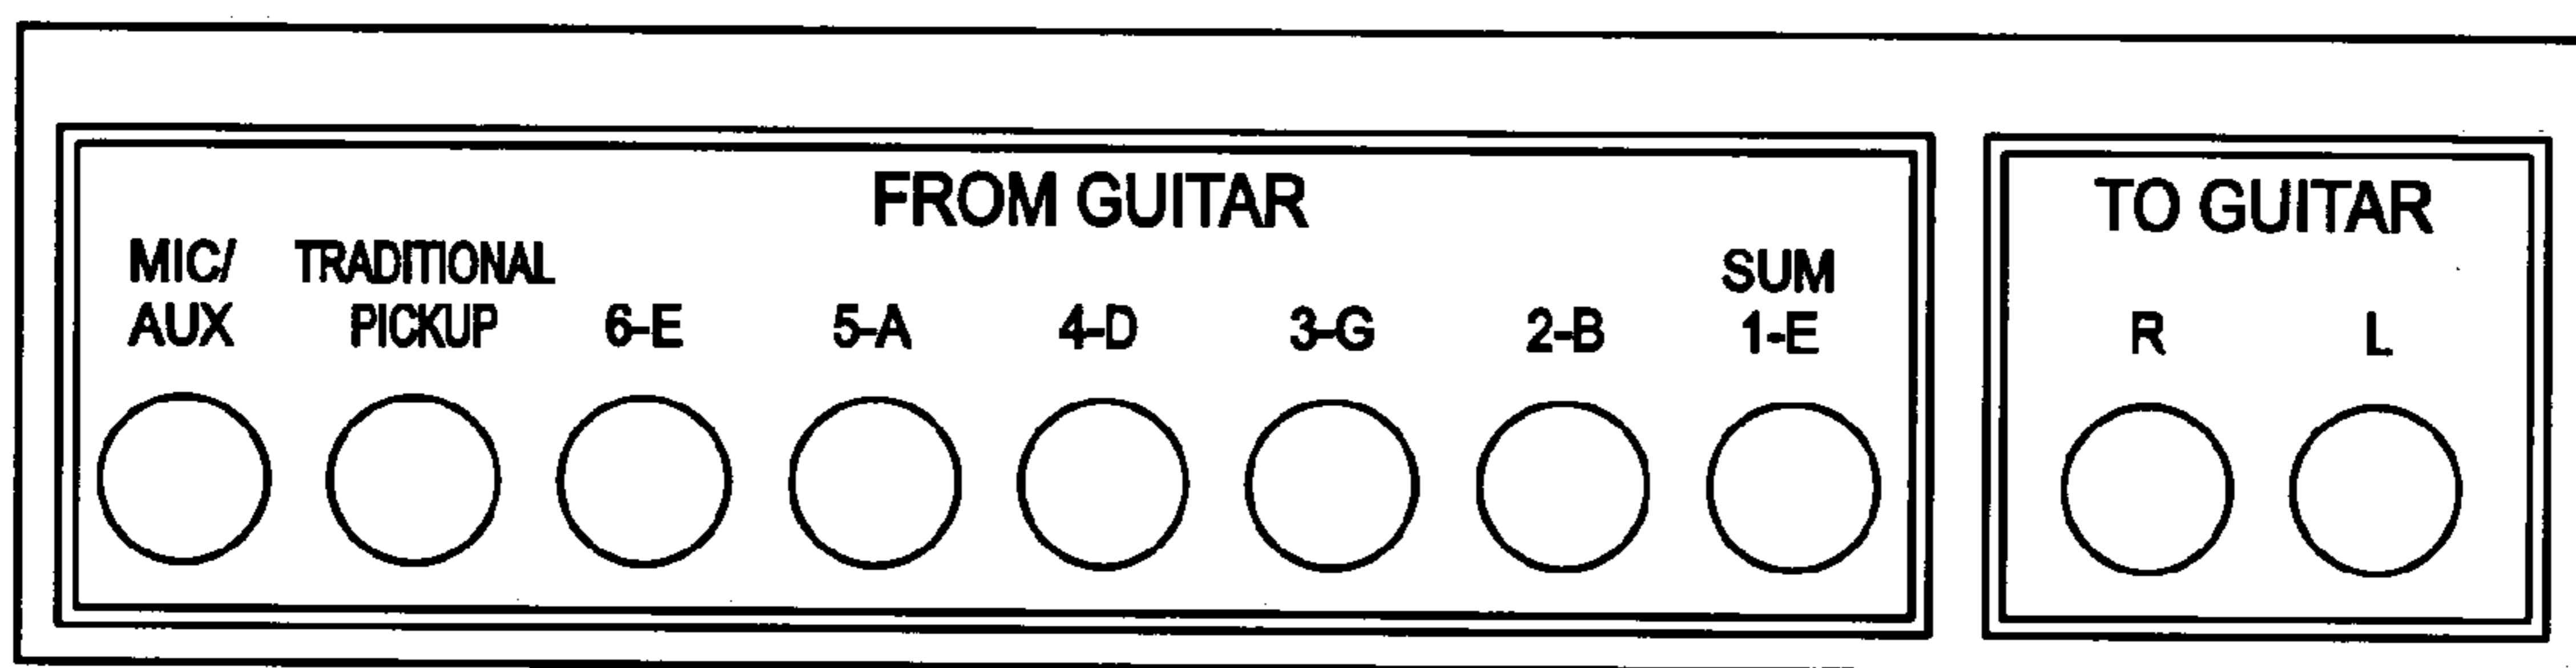 FROM GUITAR
MIC/
AUX
TRADITIONAL
PICKUP
6-E
5-A
4-D
3-G
2-B
SUM
1-E
TO GUITAR
R
L